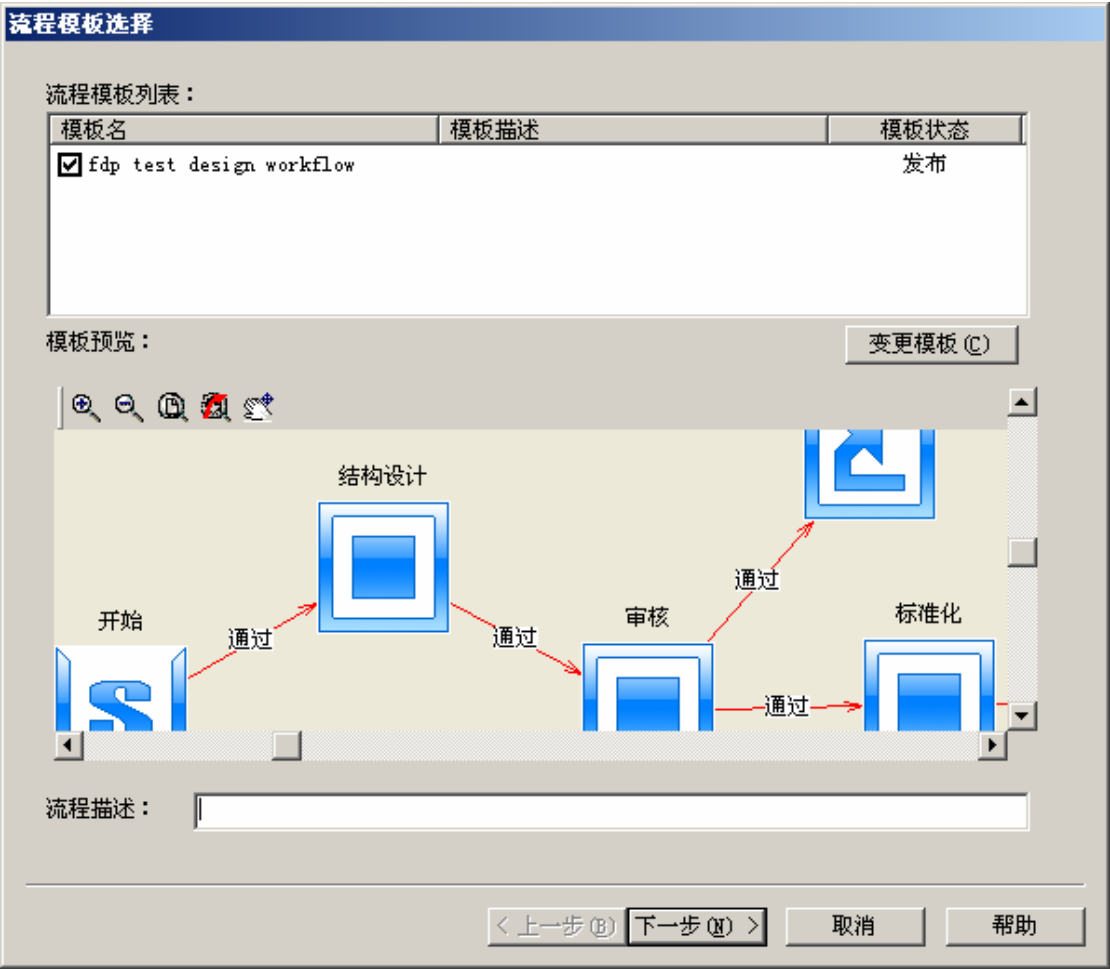 流程模板选择
流程模板列表：
模板名 模板描述 模板状态
fdp test design workflow 发布
模板预览：
变更模板(C)
结构设计
通过
开始
审核
标准化
通过
通过
通过
流程描述：
< 上一步(B) 下一步(N) > 取消 帮助